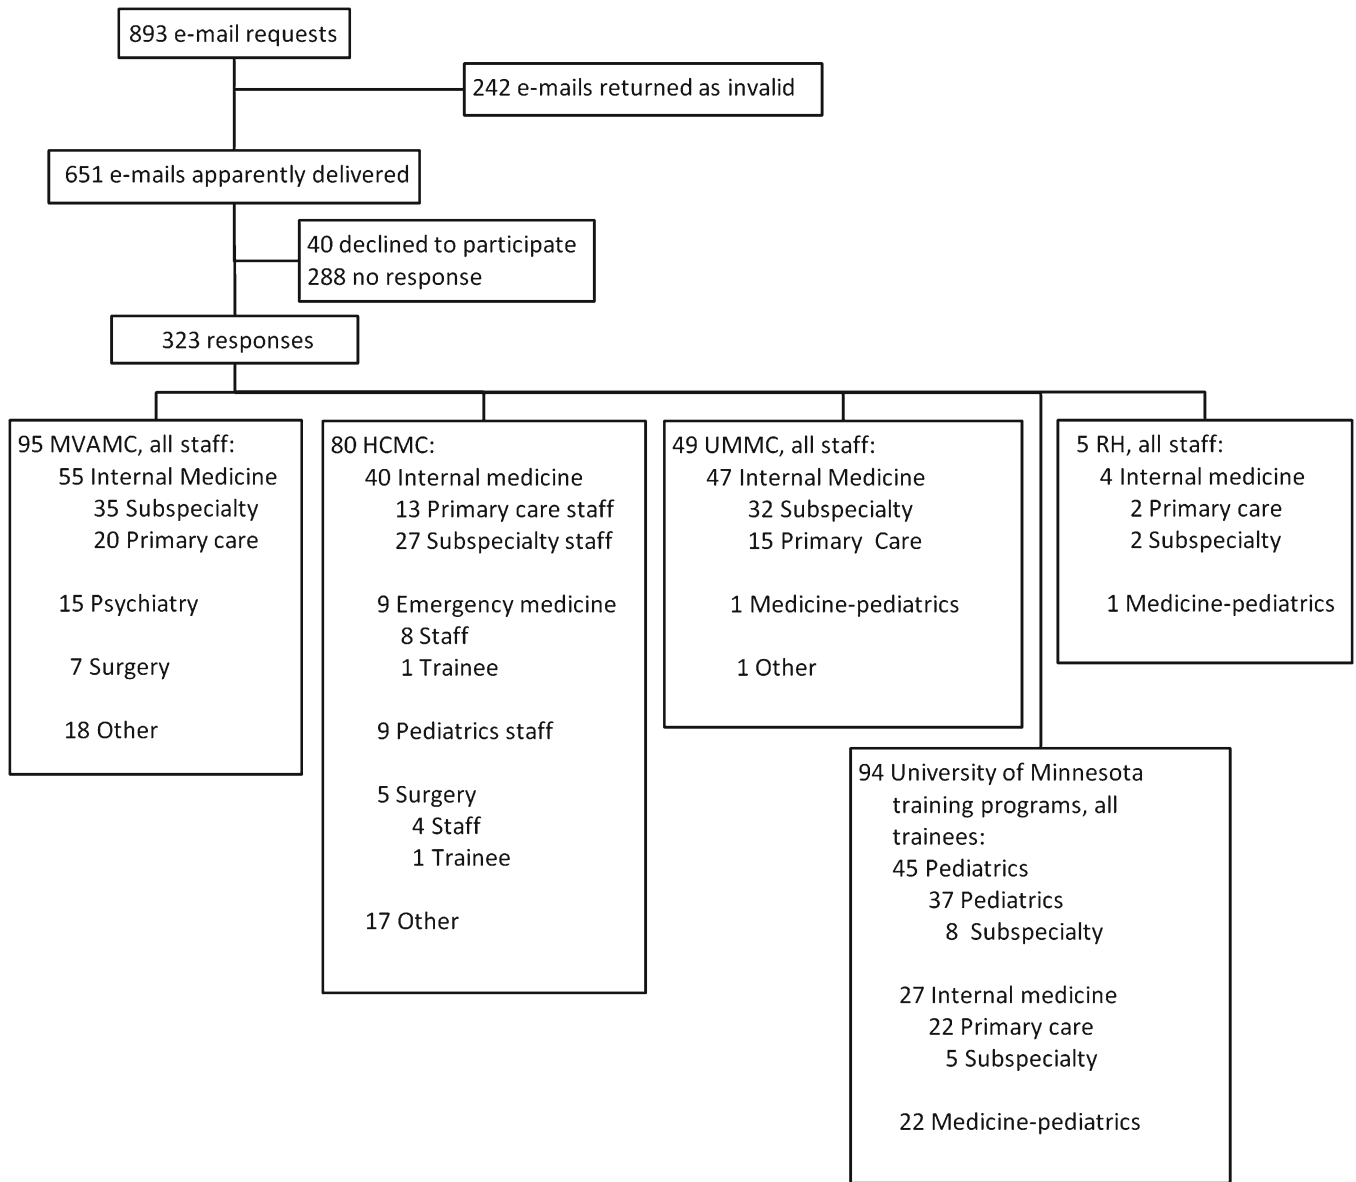 893 e-mail requests
242 e-mails returned as invalid
651 e-mails apparently delivered
40 declined to participate
288 no response
323 responses
95 MVAMC, all staff:
55 Internal Medicine
35 Subspecialty
20 Primary care
15 Psychiatry
7 Surgery
18 Other
80 HCMC:
40 Internal medicine
13 Primary care staff
27 Subspecialty staff
9 Emergency medicine
8 Staff
1 Trainee
9 Pediatrics staff
5 Surgery
4 Staff
1 Trainee
17 Other
49 UMMC, all staff:
47 Internal Medicine
32 Subspecialty
15 Primary Care
1 Medicine-pediatrics
1 Other
5 RH, all staff:
4 Internal medicine
2 Primary care
2 Subspecialty
1 Medicine-pediatrics
94 University of Minnesota
training programs, all
trainees:
45 Pediatrics
37 Pediatrics
8 Subspecialty
27 Internal medicine
22 Primary care
5 Subspecialty
22 Medicine-pediatrics